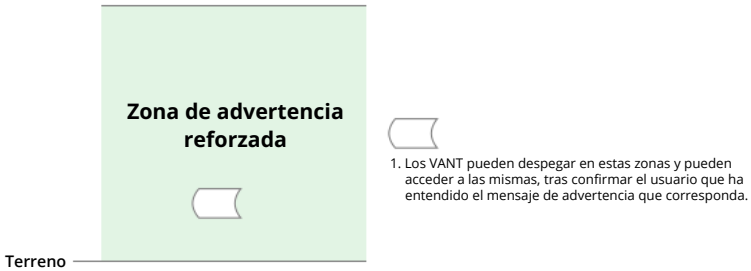 Zona de advertencia
reforzada
1. Los VANT pueden despegar en estas zonas y pueden
acceder a las mismas, tras confirmar el usuario que ha
entendido el mensaje de advertencia que corresponda.
Terreno